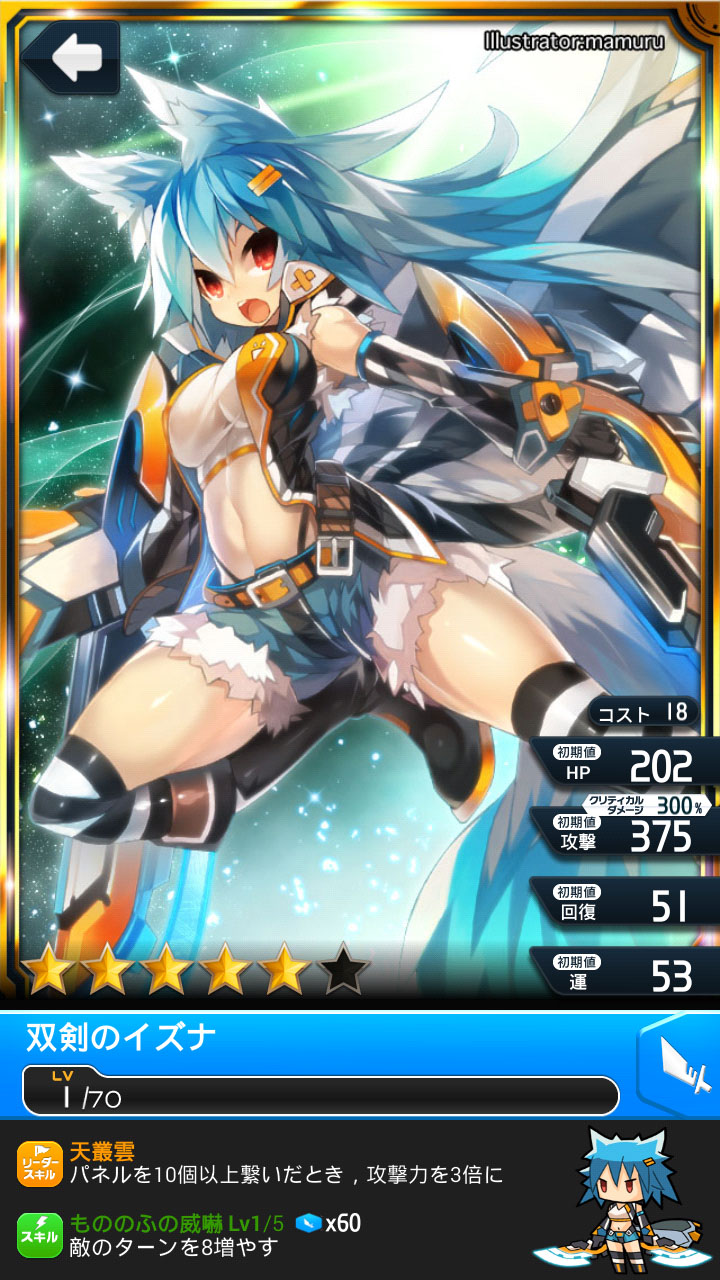 Illustrator:mamuru
コスト 18
初期値
HP 202
クリティカル
ダメージ 300%
初期値
攻撃 375
初期値
回復 51
初期値
運 53
双剣のイズナ
LV
1/70
リーダー
スキル
天叢雲
パネルを10個以上繋いだとき,攻撃力を3倍に
スキル
もののふの威嚇 Lv1/5 x60
敵のターンを8増やす